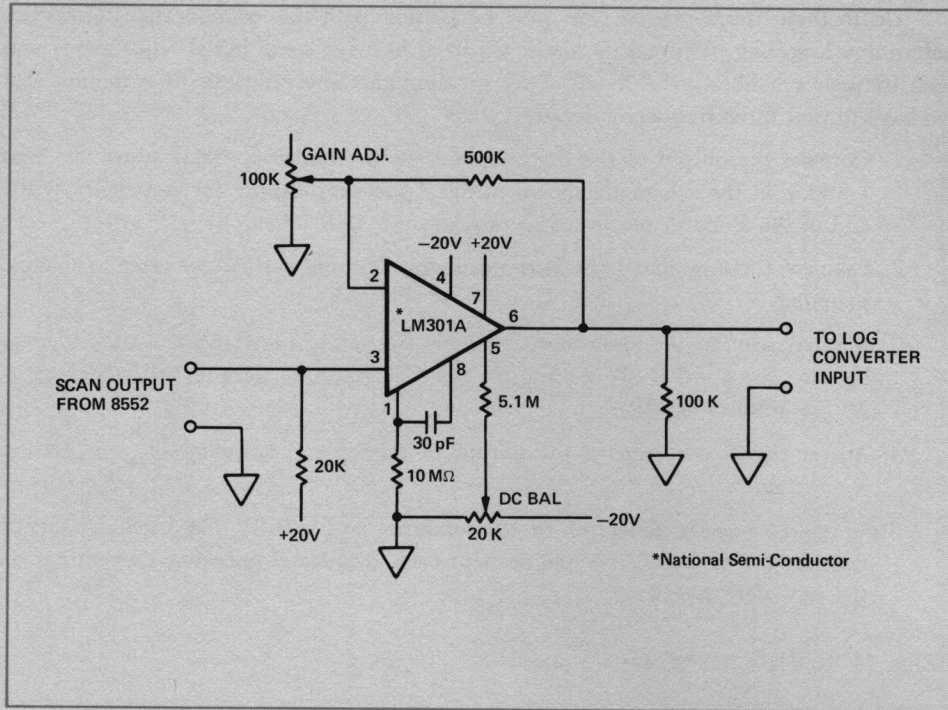 GAIN ADJ.
100K
500K
−20V +20V
2
4
7
*
LM301A
6
3
5
8
1
SCAN OUTPUT
FROM 8552
TO LOG
CONVERTER
INPUT
5.1 M
100 K
30 pF
20K
10 MΩ
DC BAL
+20V
20 K
−20V
*National Semi-Conductor